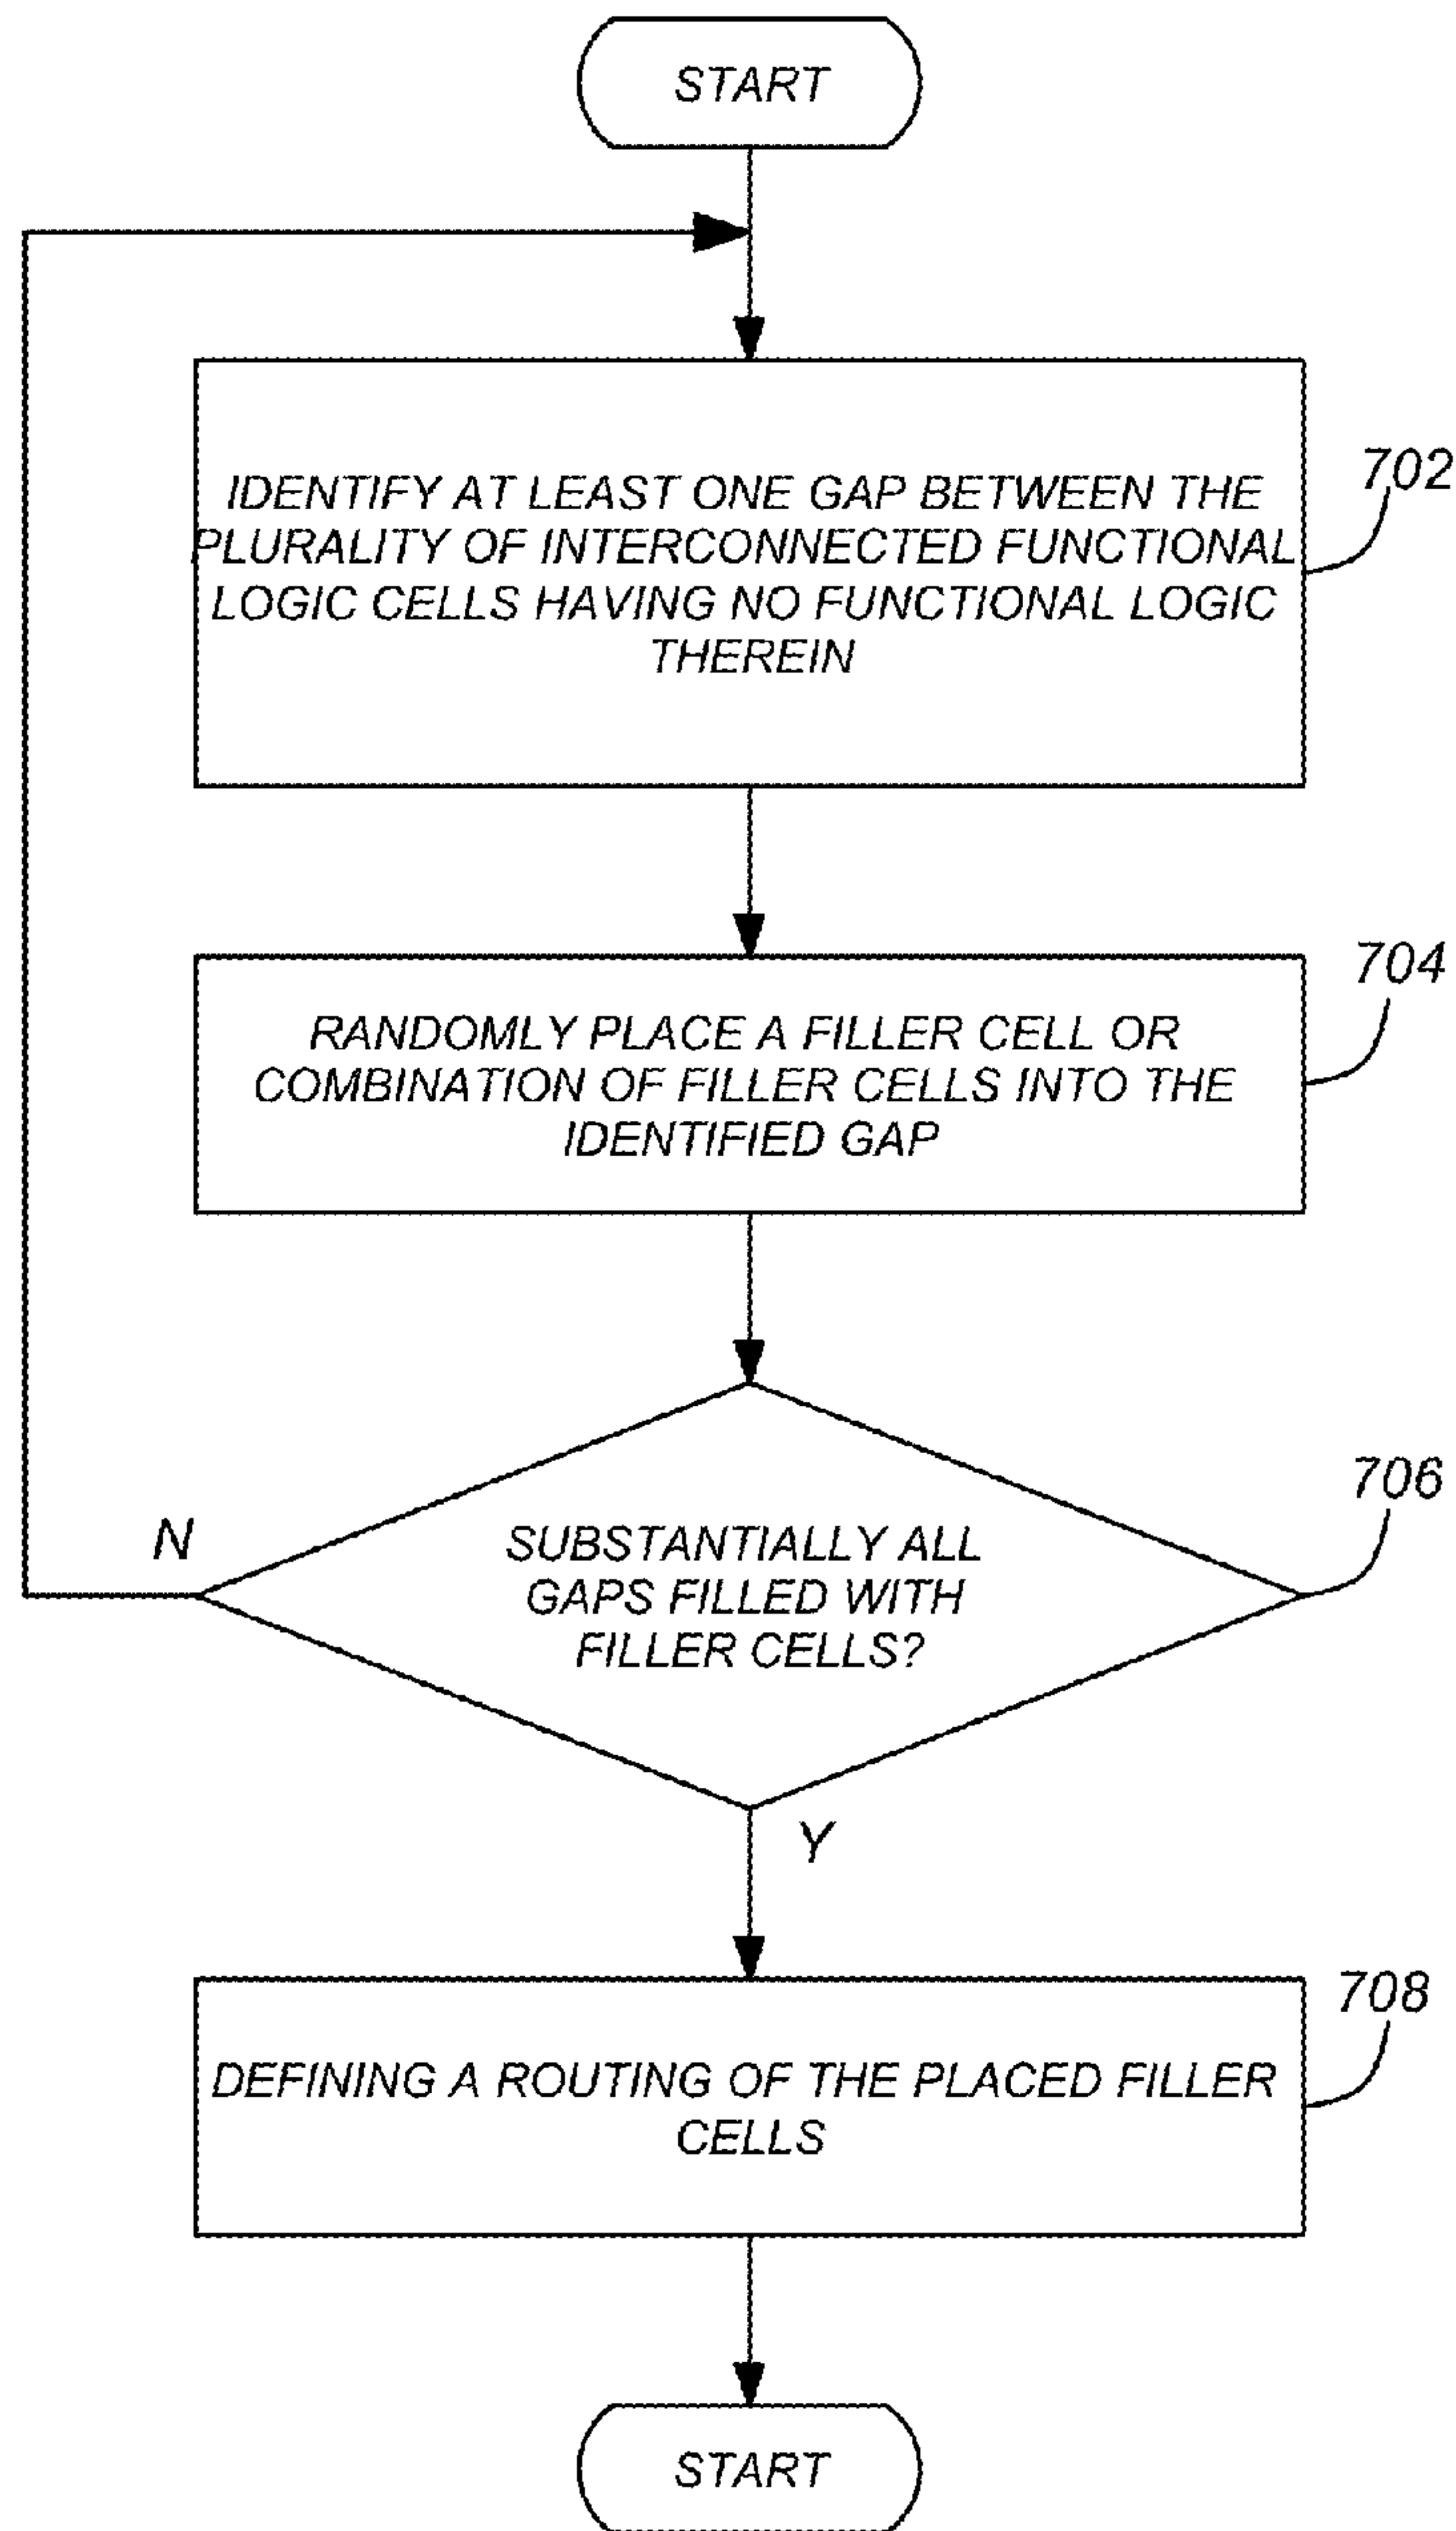 START
IDENTIFY AT LEAST ONE GAP BETWEEN THE
PLURALITY OF INTERCONNECTED FUNCTIONAL
LOGIC CELLS HAVING NO FUNCTIONAL LOGIC
THEREIN
702
RANDOMLY PLACE A FILLER CELL OR
COMBINATION OF FILLER CELLS INTO THE
IDENTIFIED GAP
704
SUBSTANTIALLY ALL
GAPS FILLED WITH
FILLER CELLS?
706
N
Y
DEFINING A ROUTING OF THE PLACED FILLER
CELLS
708
START